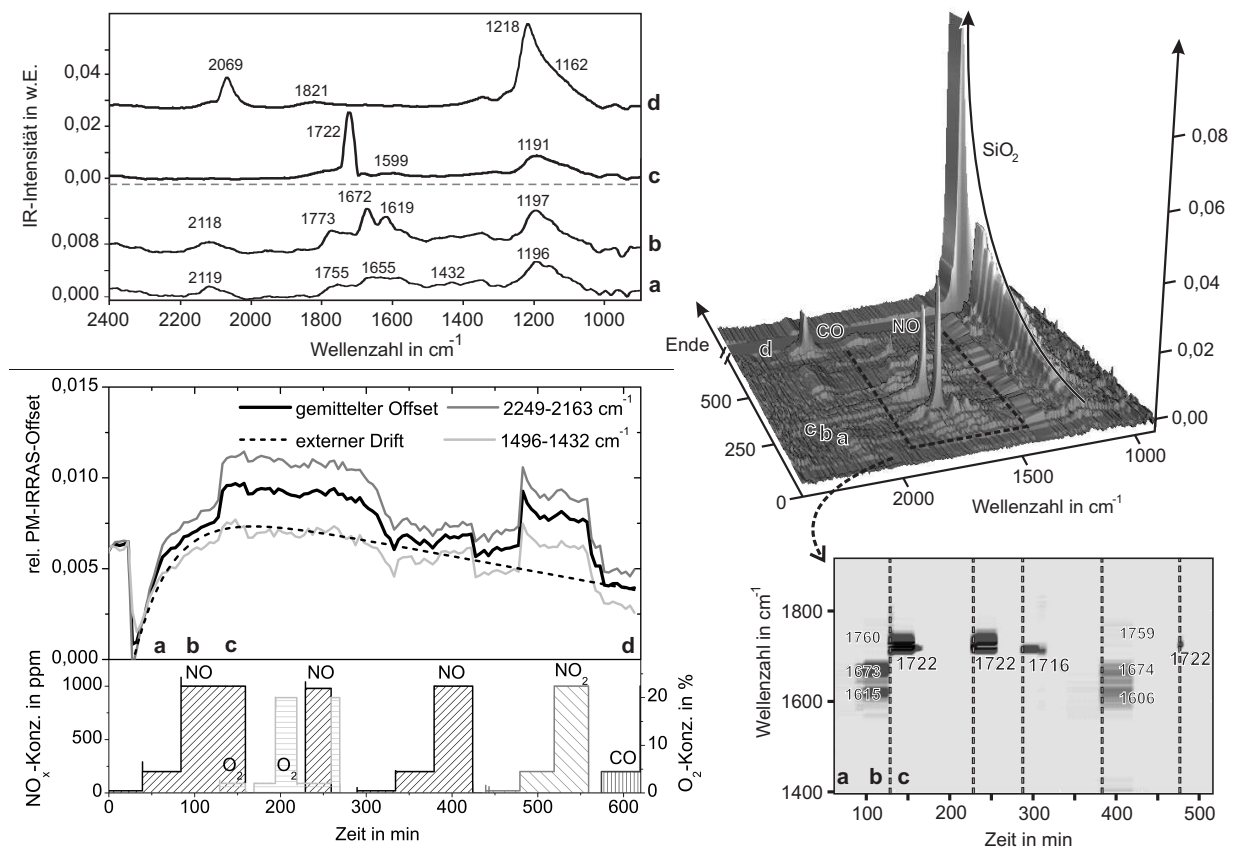 IR-Intensität in w.E.
0,04
0,02
0,00
0,008
0,000
2069
1821
1218
1162
d
1722
1599
1191
c
2118
1773
1672
1619
1197
b
2119
1755
1655
1432
1196
a
2400 2200 2000 1800 1600 1400 1200 1000
Wellenzahl in cm⁻¹
SiO₂
0,08
0,06
0,04
0,02
0,00
CO
NO
Ende
d
500
250
0
c b a
2000
1500
1000
Wellenzahl in cm⁻¹
rel. PM-IRRAS-Offset
0,015
0,010
0,005
0,000
gemittelter Offset
2249-2163 cm⁻¹
externer Drift
1496-1432 cm⁻¹
a b c d
NOₓ-Konz. in ppm
1000
500
0
NO
O₂
O₂
NO
NO
NO₂
CO
20
10
0
O₂-Konz. in %
0 100 200 300 400 500 600
Zeit in min
Wellenzahl in cm⁻¹
1800
1600
1400
1760
1673
1615
1722
1722
1716
1759
1674
1606
1722
a b c
100 200 300 400 500
Zeit in min